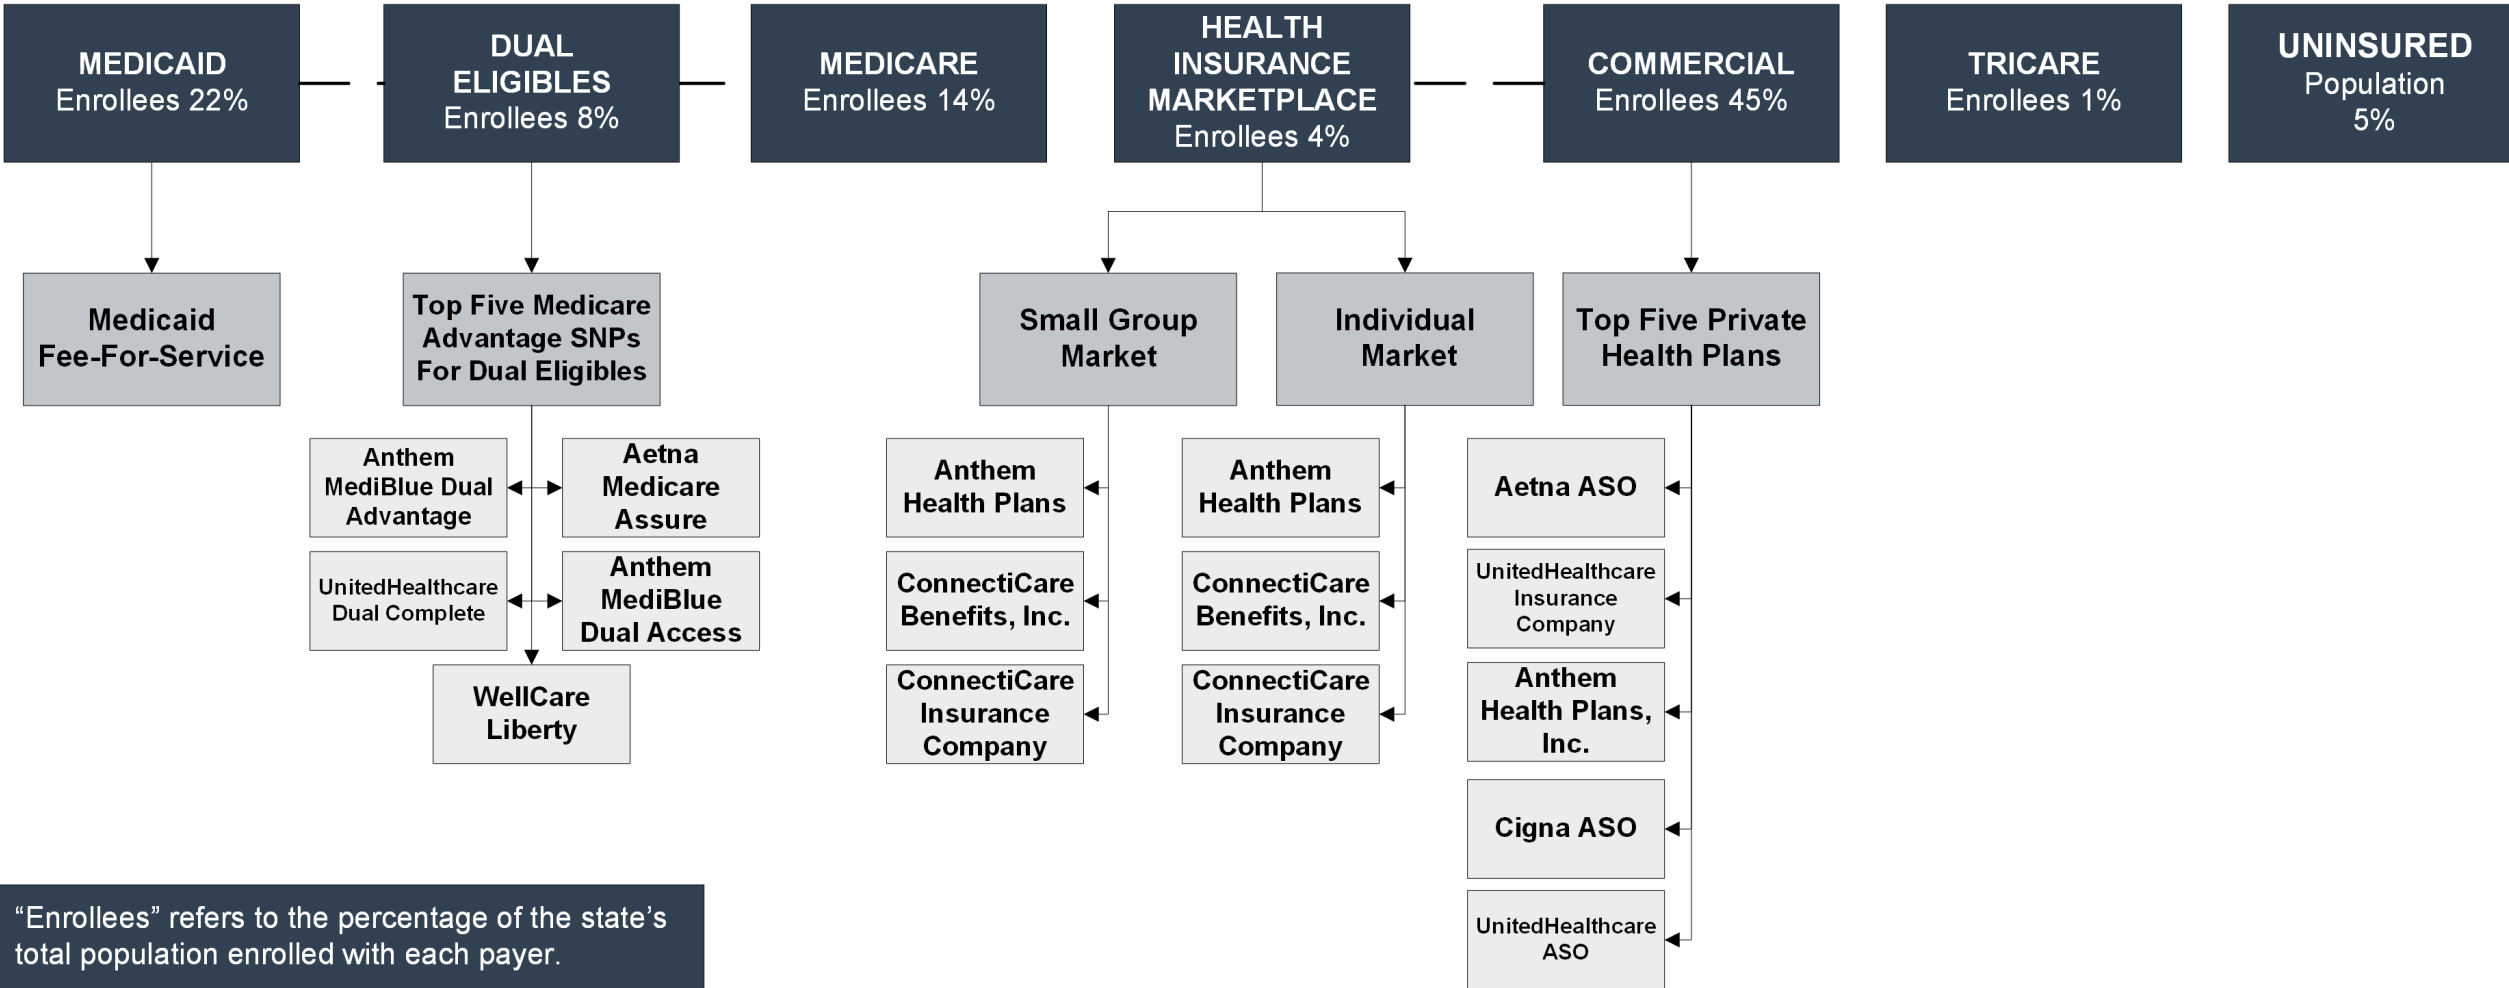 MEDICAID
Enrollees 22%
DUAL
ELIGIBLES
Enrollees 8%
MEDICARE
Enrollees 14%
HEALTH
INSURANCE
MARKETPLACE
Enrollees 4%
COMMERCIAL
Enrollees 45%
TRICARE
Enrollees 1%
UNINSURED
Population
5%
Medicaid
Fee-For-Service
Top Five Medicare
Advantage SNPs
For Dual Eligibles
Small Group
Market
Individual
Market
Top Five Private
Health Plans
Anthem
MediBlue Dual
Advantage
Aetna
Medicare
Assure
UnitedHealthcare
Dual Complete
Anthem
MediBlue
Dual Access
WellCare
Liberty
Anthem
Health Plans
ConnectiCare
Benefits, Inc.
ConnectiCare
Insurance
Company
Anthem
Health Plans
ConnectiCare
Benefits, Inc.
ConnectiCare
Insurance
Company
Aetna ASO
UnitedHealthcare
Insurance
Company
Anthem
Health Plans,
Inc.
Cigna ASO
UnitedHealthcare
ASO
“Enrollees” refers to the percentage of the state’s
total population enrolled with each payer.